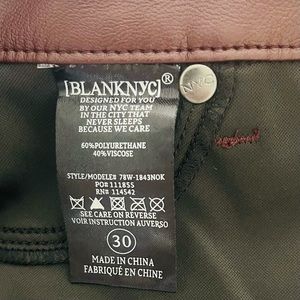 [BLANKNYC]®
DESIGNED FOR YOU
BY OUR NYC TEAM
IN THE CITY THAT
NEVER SLEEPS
BECAUSE WE CARE
60%POLYURETHANE
40%VISCOSE
STYLE/MODELE# 78W-1843NOK
PO# 111855
RN# 114542
SEE CARE ON REVERSE
VOIR INSTRUCTION AUVERSO
30
MADE IN CHINA
FABRIQUÉ EN CHINE
NYC